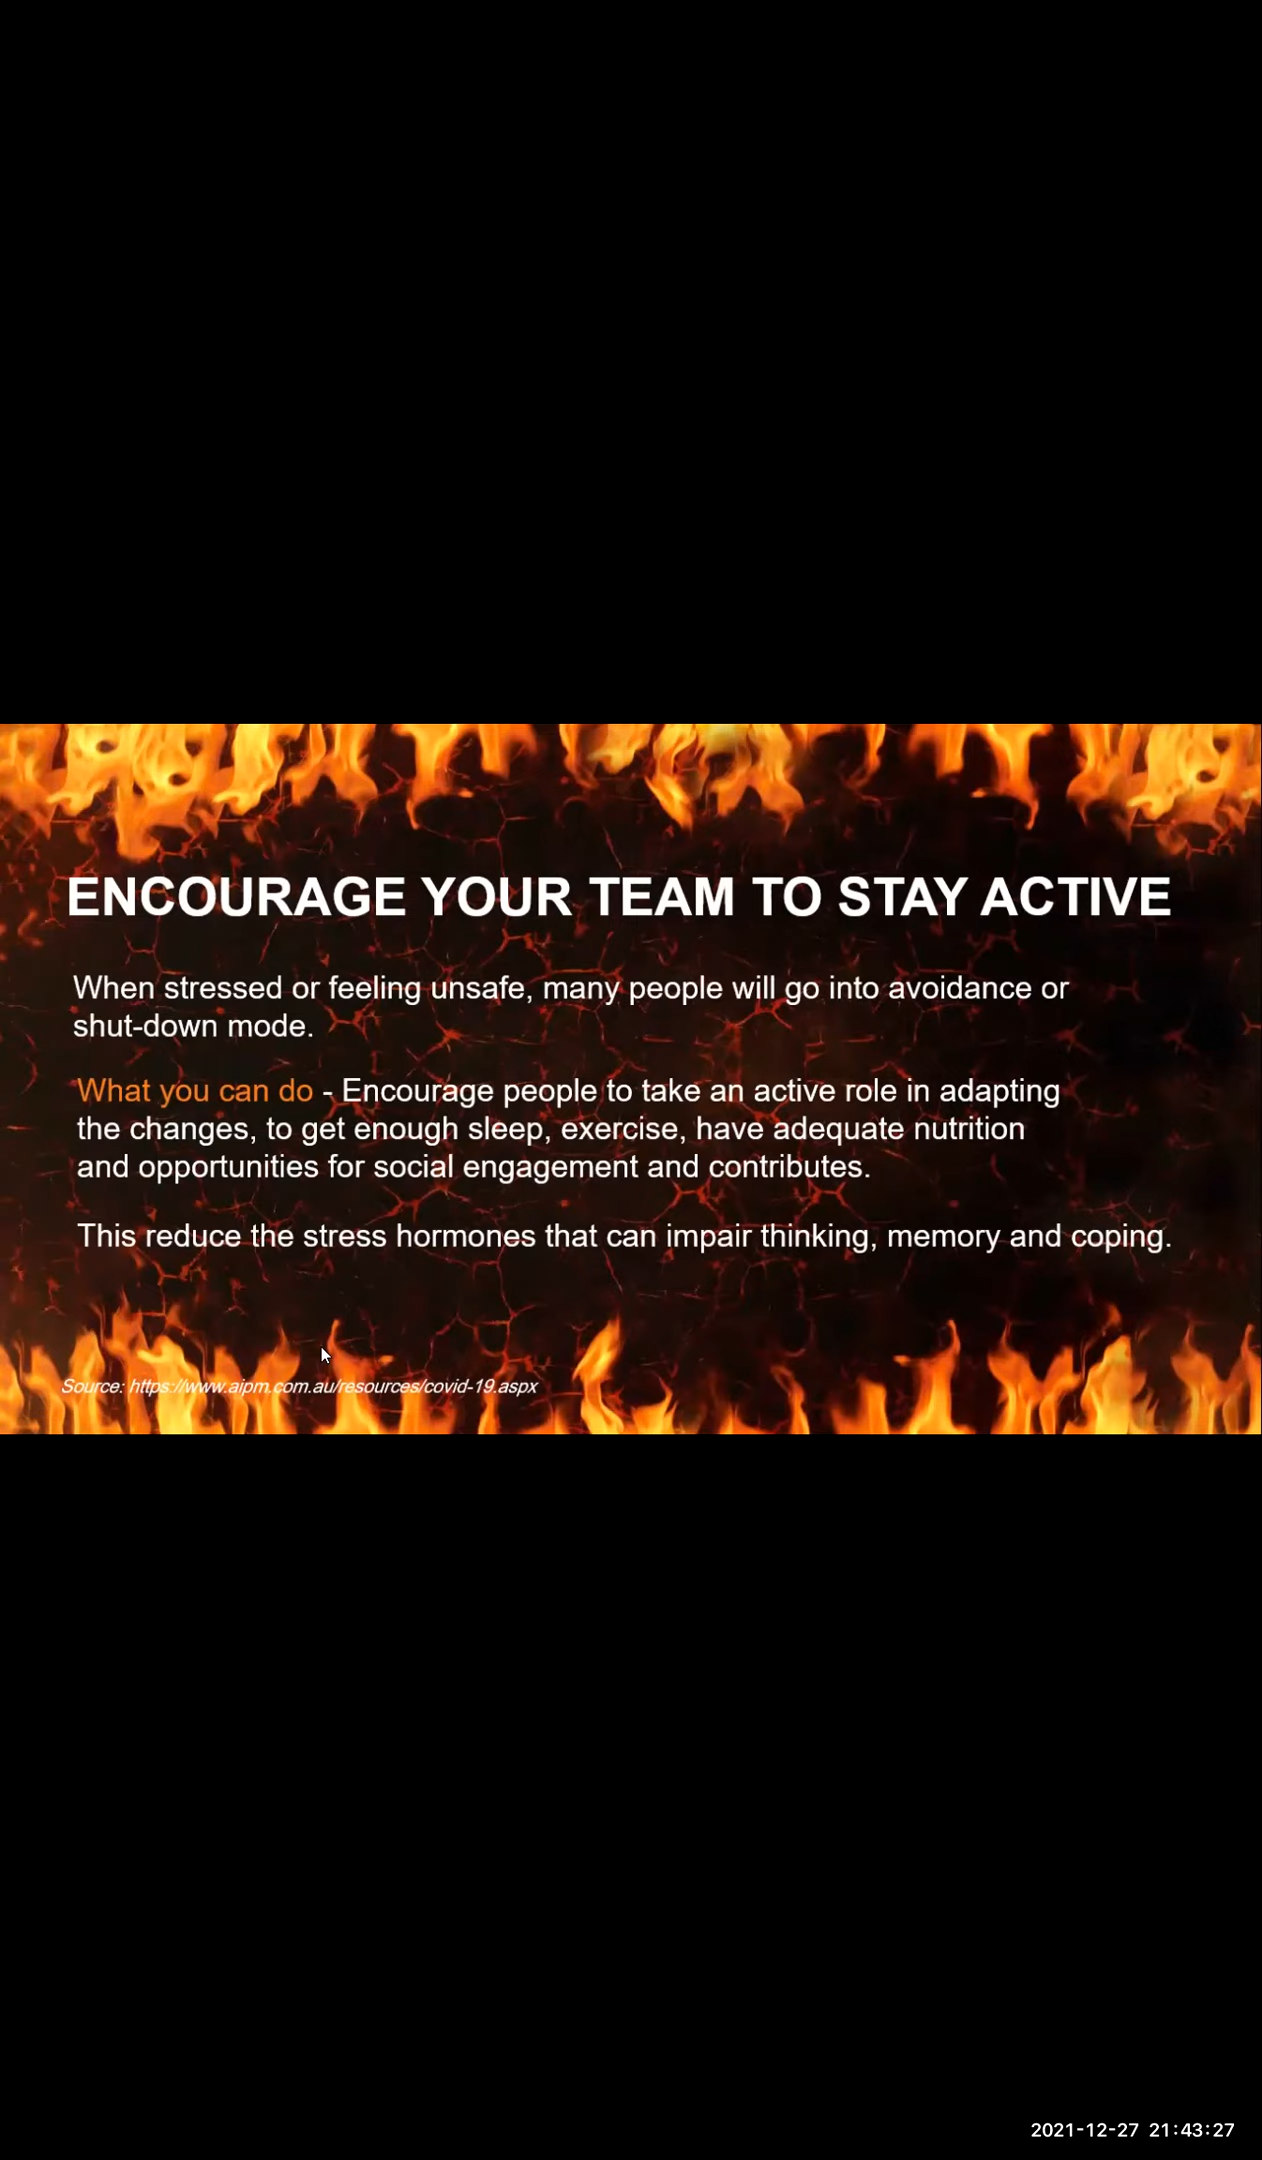 ENCOURAGE YOUR TEAM TO STAY ACTIVE
When stressed or feeling unsafe, many people will go into avoidance or
shut-down mode.
What you can do - Encourage people to take an active role in adapting
the changes, to get enough sleep, exercise, have adequate nutrition
and opportunities for social engagement and contributes.
This reduce the stress hormones that can impair thinking, memory and coping.
Source: https://www.aipm.com.au/resources/covid-19.aspx
2021-12-27 21:43:27